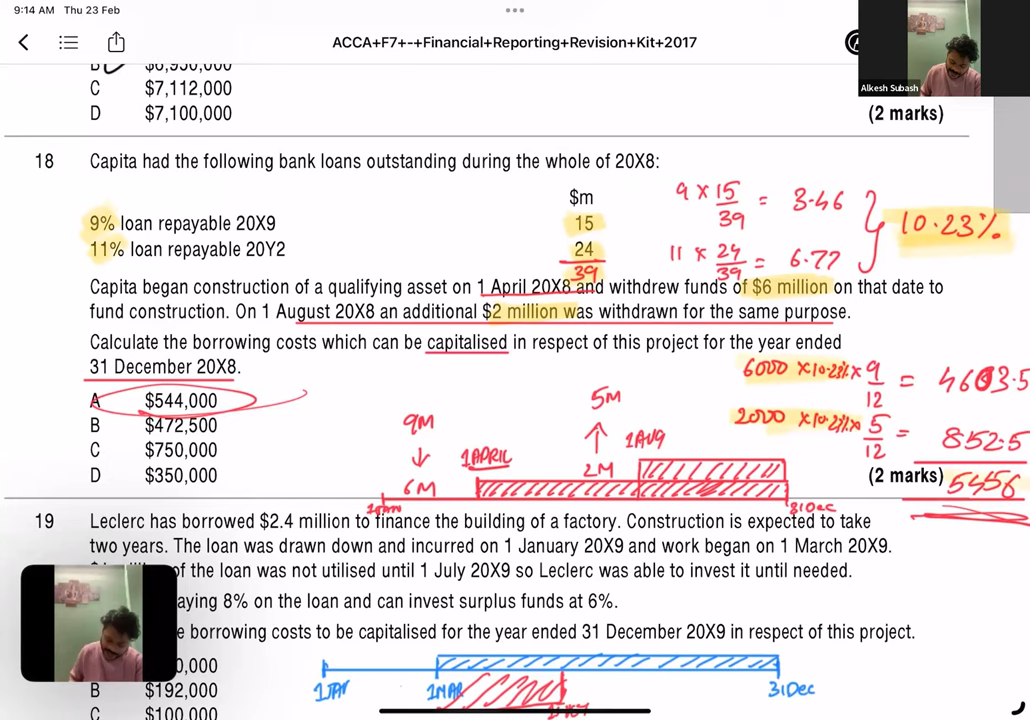 9:14 AM Thu 23 Feb
ACCA+F7+-+Financial+Reporting+Revision+Kit+2017
Alkesh Subash
B $6,950,000
C $7,112,000
D $7,100,000
(2 marks)
18 Capita had the following bank loans outstanding during the whole of 20X8:
$m
9% loan repayable 20X9 15
11% loan repayable 20Y2 24
39
9 × 15/39 = 3.46
11 × 24/39 = 6.77
10.23%
Capita began construction of a qualifying asset on 1 April 20X8 and withdrew funds of $6 million on that date to
fund construction. On 1 August 20X8 an additional $2 million was withdrawn for the same purpose.
Calculate the borrowing costs which can be capitalised in respect of this project for the year ended
31 December 20X8.
A $544,000
B $472,500
C $750,000
D $350,000
(2 marks)
6000 × 10.23% × 9/12 = 4603.5
2000 × 10.23% × 5/12 = 852.5
5456
9M
6M
1 APRIL
5M
2M
1 AUG
31 Dec
19 Leclerc has borrowed $2.4 million to finance the building of a factory. Construction is expected to take
two years. The loan was drawn down and incurred on 1 January 20X9 and work began on 1 March 20X9.
of the loan was not utilised until 1 July 20X9 so Leclerc was able to invest it until needed.
aying 8% on the loan and can invest surplus funds at 6%.
e borrowing costs to be capitalised for the year ended 31 December 20X9 in respect of this project.
0,000
B $192,000
C $100,000
1 JAN
1 MAR
31 Dec